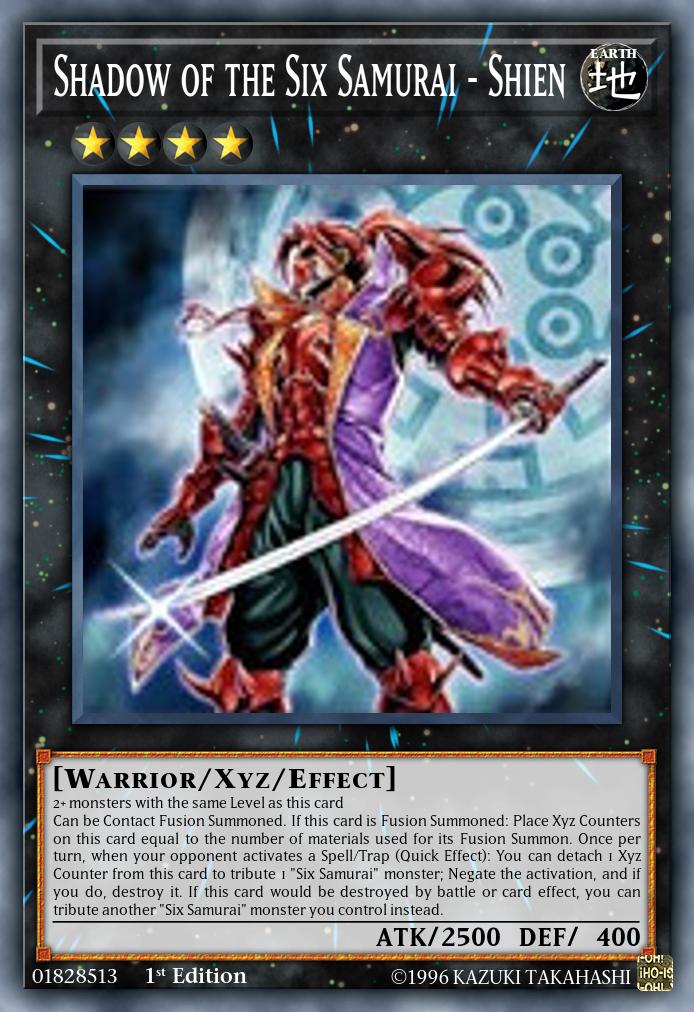 SHADOW OF THE SIX SAMURAI - SHIEN
EARTH
地
[WARRIOR/XYZ/EFFECT]
2+ monsters with the same Level as this card
Can be Contact Fusion Summoned. If this card is Fusion Summoned: Place Xyz Counters
on this card equal to the number of materials used for its Fusion Summon. Once per
turn, when your opponent activates a Spell/Trap (Quick Effect): You can detach 1 Xyz
Counter from this card to tribute 1 "Six Samurai" monster; Negate the activation, and if
you do, destroy it. If this card would be destroyed by battle or card effect, you can
tribute another "Six Samurai" monster you control instead.
ATK/2500 DEF/ 400
01828513 1st Edition ©1996 KAZUKI TAKAHASHI